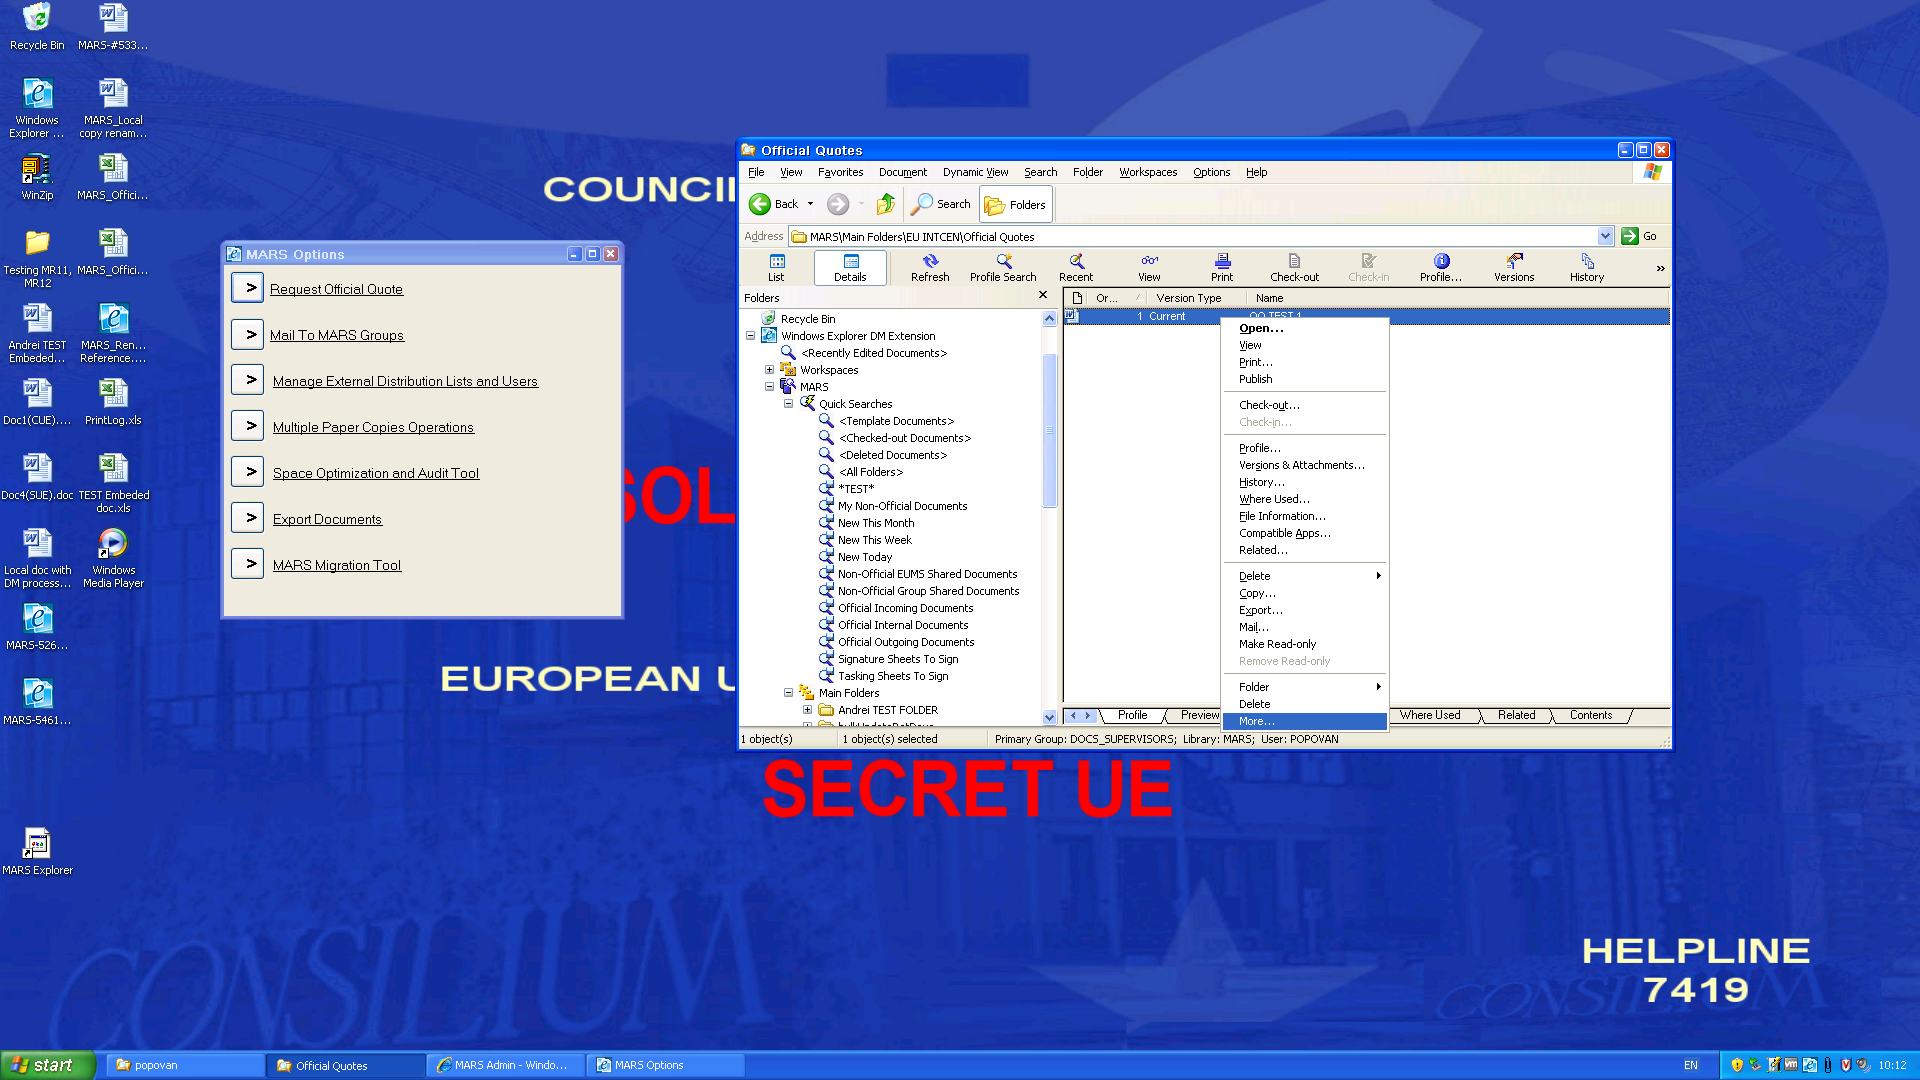 Recycle Bin
MARS-#533...
Windows Explorer ...
MARS_Local copy renam...
WinZip
MARS_Offici...
Testing MR11, MR12
MARS_Offici...
Andrei TEST Embeded...
MARS_Ren... Reference....
Doc1(CUE)....
PrintLog.xls
Doc4(SUE).doc
TEST Embeded doc.xls
Local doc with DM process...
Windows Media Player
MARS-526...
MARS-5461...
MARS Explorer
COUNCIL
SOL
EUROPEAN U
SECRET UE
HELPLINE
7419
CONSILIUM
CONSILIUM
MARS Options
> Request Official Quote
> Mail To MARS Groups
> Manage External Distribution Lists and Users
> Multiple Paper Copies Operations
> Space Optimization and Audit Tool
> Export Documents
> MARS Migration Tool
Official Quotes
File View Favorites Document Dynamic View Search Folder Workspaces Options Help
Back Search Folders
Address MARS\Main Folders\EU INTCEN\Official Quotes Go
List Details Refresh Profile Search Recent View Print Check-out Check-in Profile... Versions History »
Folders
Recycle Bin
Windows Explorer DM Extension
<Recently Edited Documents>
Workspaces
MARS
Quick Searches
<Template Documents>
<Checked-out Documents>
<Deleted Documents>
<All Folders>
*TEST*
My Non-Official Documents
New This Month
New This Week
New Today
Non-Official EUMS Shared Documents
Non-Official Group Shared Documents
Official Incoming Documents
Official Internal Documents
Official Outgoing Documents
Signature Sheets To Sign
Tasking Sheets To Sign
Main Folders
Andrei TEST FOLDER
Or... Version Type Name
1 Current OQ TEST 1
Open...
View
Print...
Publish
Check-out...
Check-in...
Profile...
Versions & Attachments...
History...
Where Used...
File Information...
Compatible Apps...
Related...
Delete
Copy...
Export...
Mail...
Make Read-only
Remove Read-only
Folder
Delete
More...
Profile Preview Where Used Related Contents
1 object(s) 1 object(s) selected Primary Group: DOCS_SUPERVISORS; Library: MARS; User: POPOVAN
start popovan Official Quotes MARS Admin - Windo... MARS Options EN 10:12